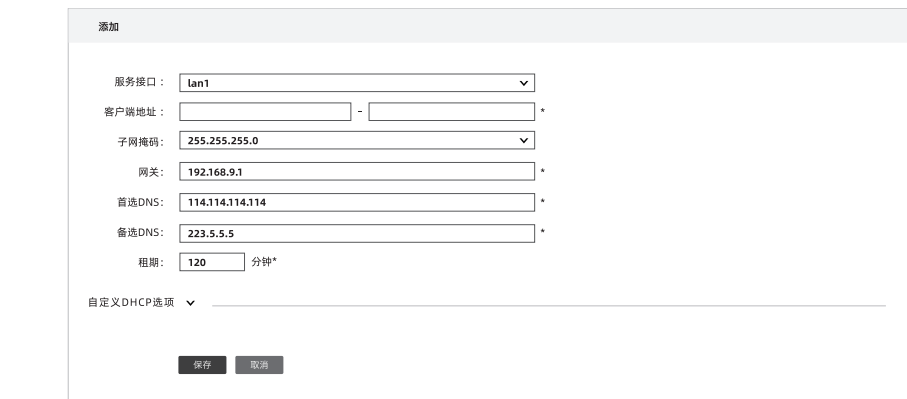 添加
服务接口： lan1
客户端地址： - *
子网掩码： 255.255.255.0
网关： 192.168.9.1 *
首选DNS： 114.114.114.114 *
备选DNS： 223.5.5.5 *
租期： 120 分钟*
自定义DHCP选项
保存 取消